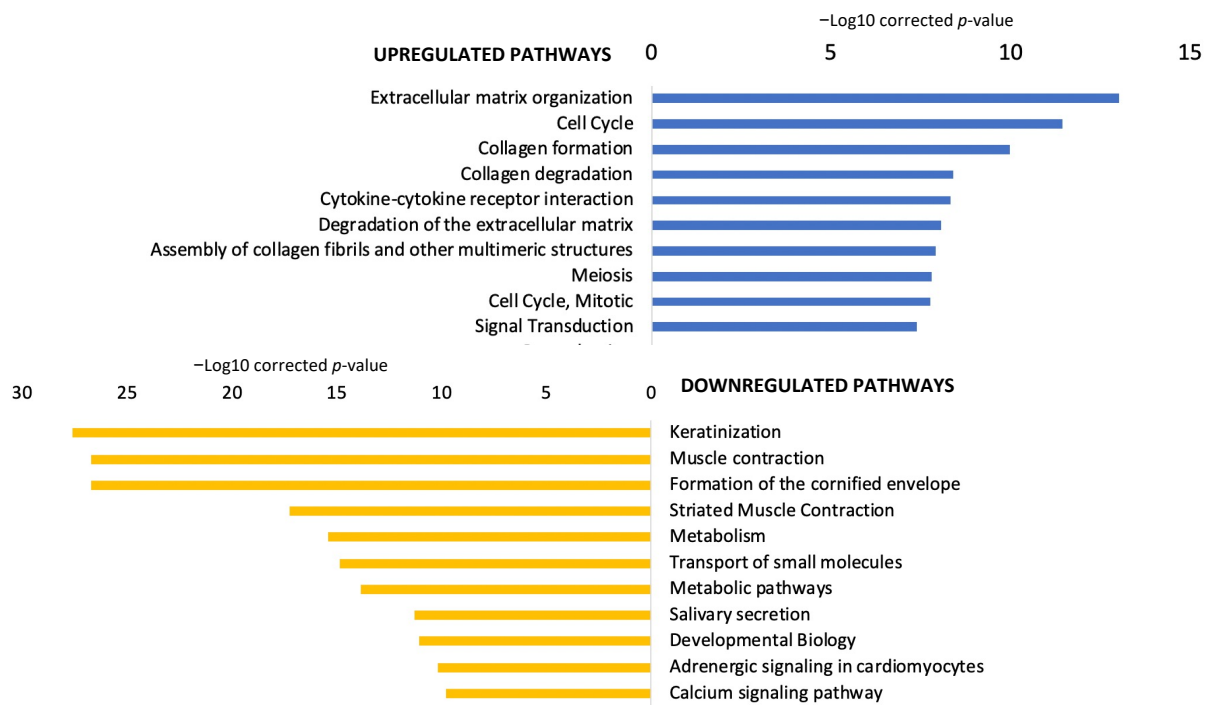 −Log10 corrected p-value
UPREGULATED PATHWAYS 0 5 10 15
Extracellular matrix organization
Cell Cycle
Collagen formation
Collagen degradation
Cytokine-cytokine receptor interaction
Degradation of the extracellular matrix
Assembly of collagen fibrils and other multimeric structures
Meiosis
Cell Cycle, Mitotic
Signal Transduction
−Log10 corrected p-value
30 25 20 15 10 5 0 DOWNREGULATED PATHWAYS
Keratinization
Muscle contraction
Formation of the cornified envelope
Striated Muscle Contraction
Metabolism
Transport of small molecules
Metabolic pathways
Salivary secretion
Developmental Biology
Adrenergic signaling in cardiomyocytes
Calcium signaling pathway